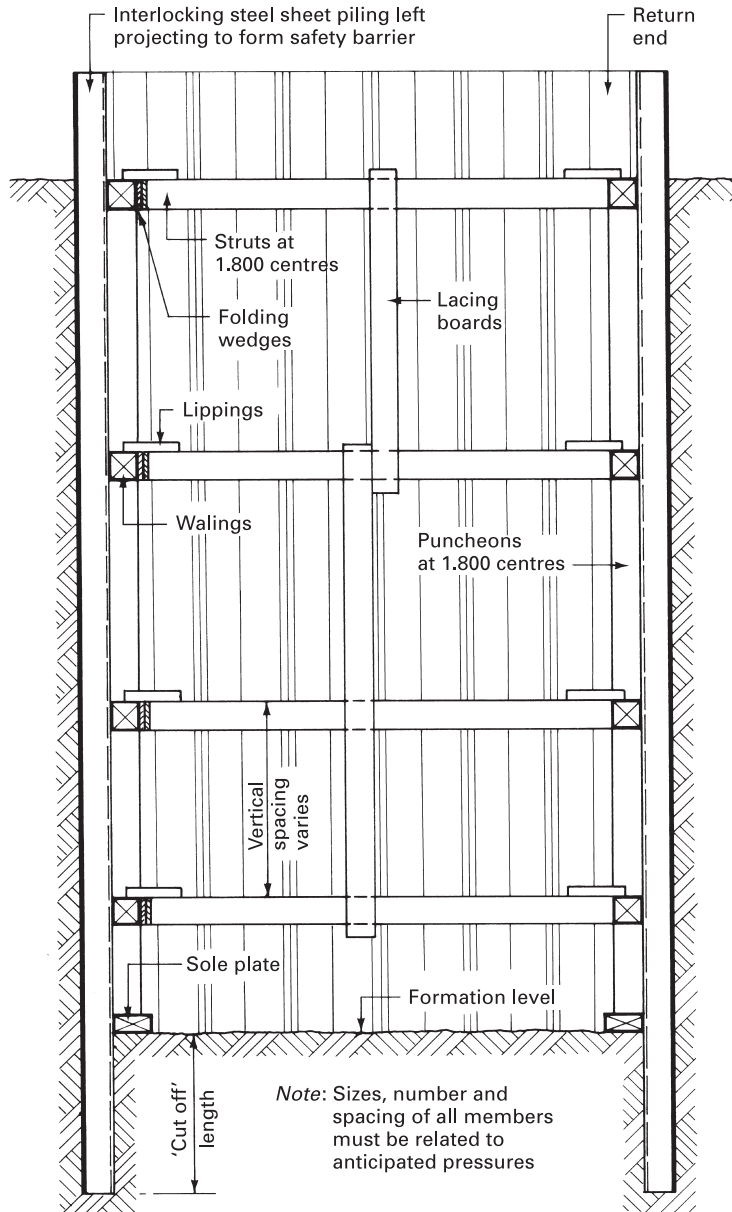 Interlocking steel sheet piling left
projecting to form safety barrier
Return
end
Struts at
1.800 centres
Folding
wedges
Lacing
boards
Lippings
Walings
Puncheons
at 1.800 centres
Vertical
spacing
varies
Sole plate
Formation level
'Cut off'
length
Note: Sizes, number and
spacing of all members
must be related to
anticipated pressures